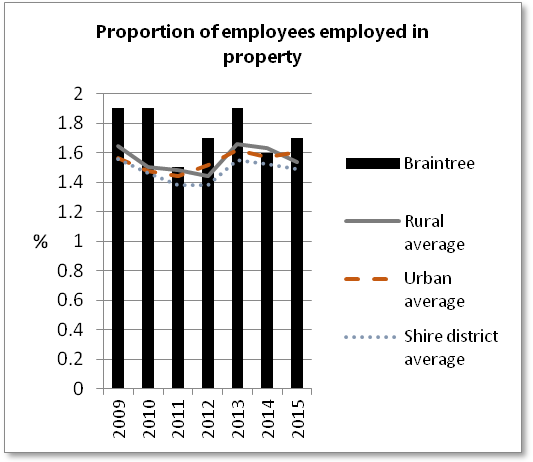 Proportion of employees employed in
property
2
1.8
1.6
1.4
1.2
1
0.8
0.6
0.4
0.2
0
%
2009
2010
2011
2012
2013
2014
2015
Braintree
Rural
average
Urban
average
Shire district
average